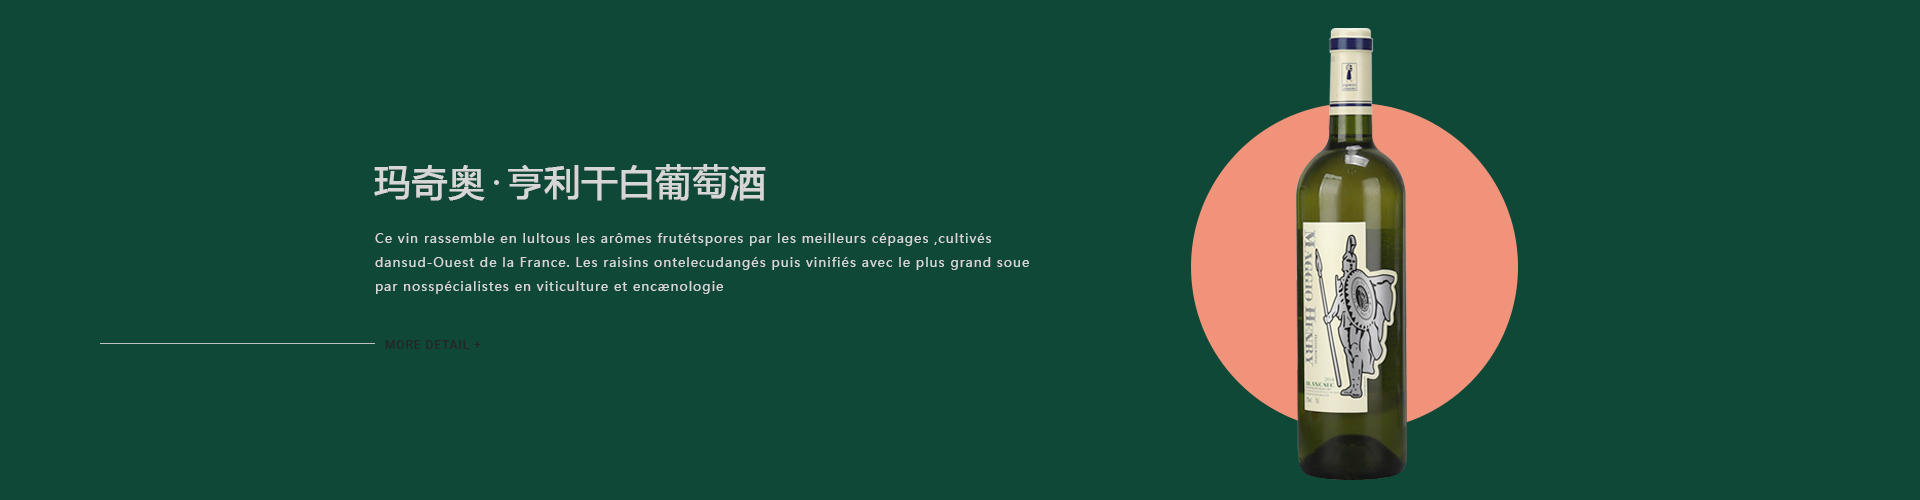 玛奇奥·亨利干白葡萄酒
Ce vin rassemble en lultous les arômes frutétspores par les meilleurs cépages ,cultivés
dansud-Ouest de la France. Les raisins ontelecudangés puis vinifiés avec le plus grand soue
par nosspécialistes en viticulture et encænologie
MORE DETAIL +
MAGGIO HENRY
BLANC SEC